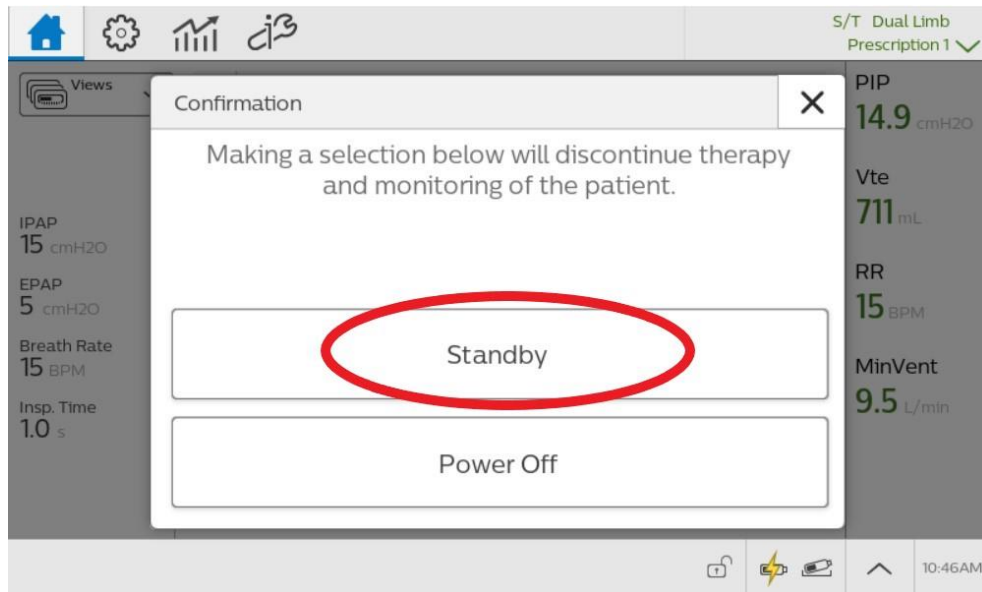 S/T Dual Limb
Prescription 1
Views
Confirmation
Making a selection below will discontinue therapy
and monitoring of the patient.
Standby
Power Off
IPAP
15 cmH2O
EPAP
5 cmH2O
Breath Rate
15 BPM
Insp. Time
1.0 s
PIP
14.9 cmH2O
Vte
711 mL
RR
15 BPM
MinVent
9.5 L/min
10:46AM